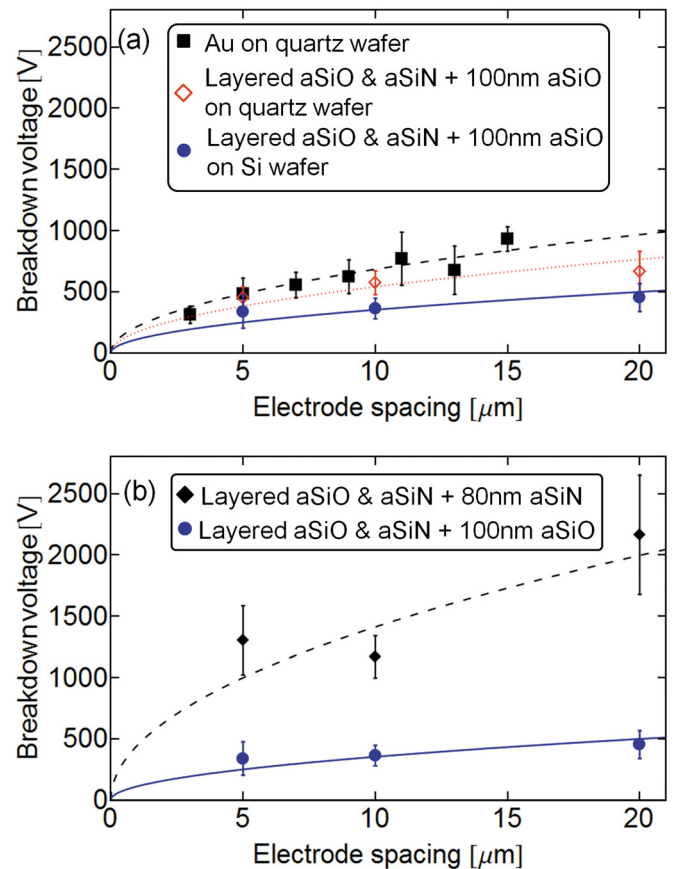 (a)
Au on quartz wafer
Layered aSiO & aSiN + 100nm aSiO
on quartz wafer
Layered aSiO & aSiN + 100nm aSiO
on Si wafer
Breakdown voltage [V]
2500
2000
1500
1000
500
0
0
5
10
15
20
Electrode spacing [μm]
(b)
Layered aSiO & aSiN + 80nm aSiN
Layered aSiO & aSiN + 100nm aSiO
Breakdown voltage [V]
2500
2000
1500
1000
500
0
0
5
10
15
20
Electrode spacing [μm]